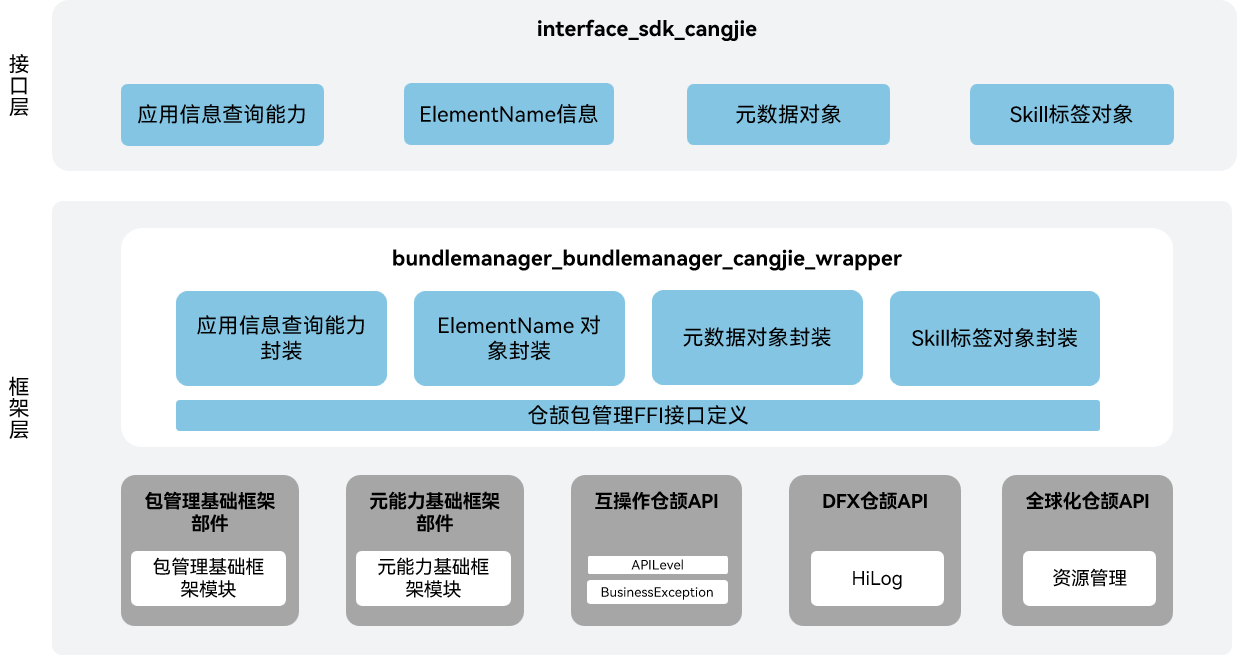 interface_sdk_cangjie
接
口
层
应用信息查询能力
ElementName信息
元数据对象
Skill标签对象
bundlemanager_bundlemanager_cangjie_wrapper
应用信息查询能力
封装
ElementName 对
象封装
元数据对象封装
Skill标签对象封装
仓颉包管理FFI接口定义
框
架
层
包管理基础框架
部件
包管理基础框
架模块
元能力基础框架
部件
元能力基础框
架模块
互操作仓颉API
APILevel
BusinessException
DFX仓颉API
HiLog
全球化仓颉API
资源管理